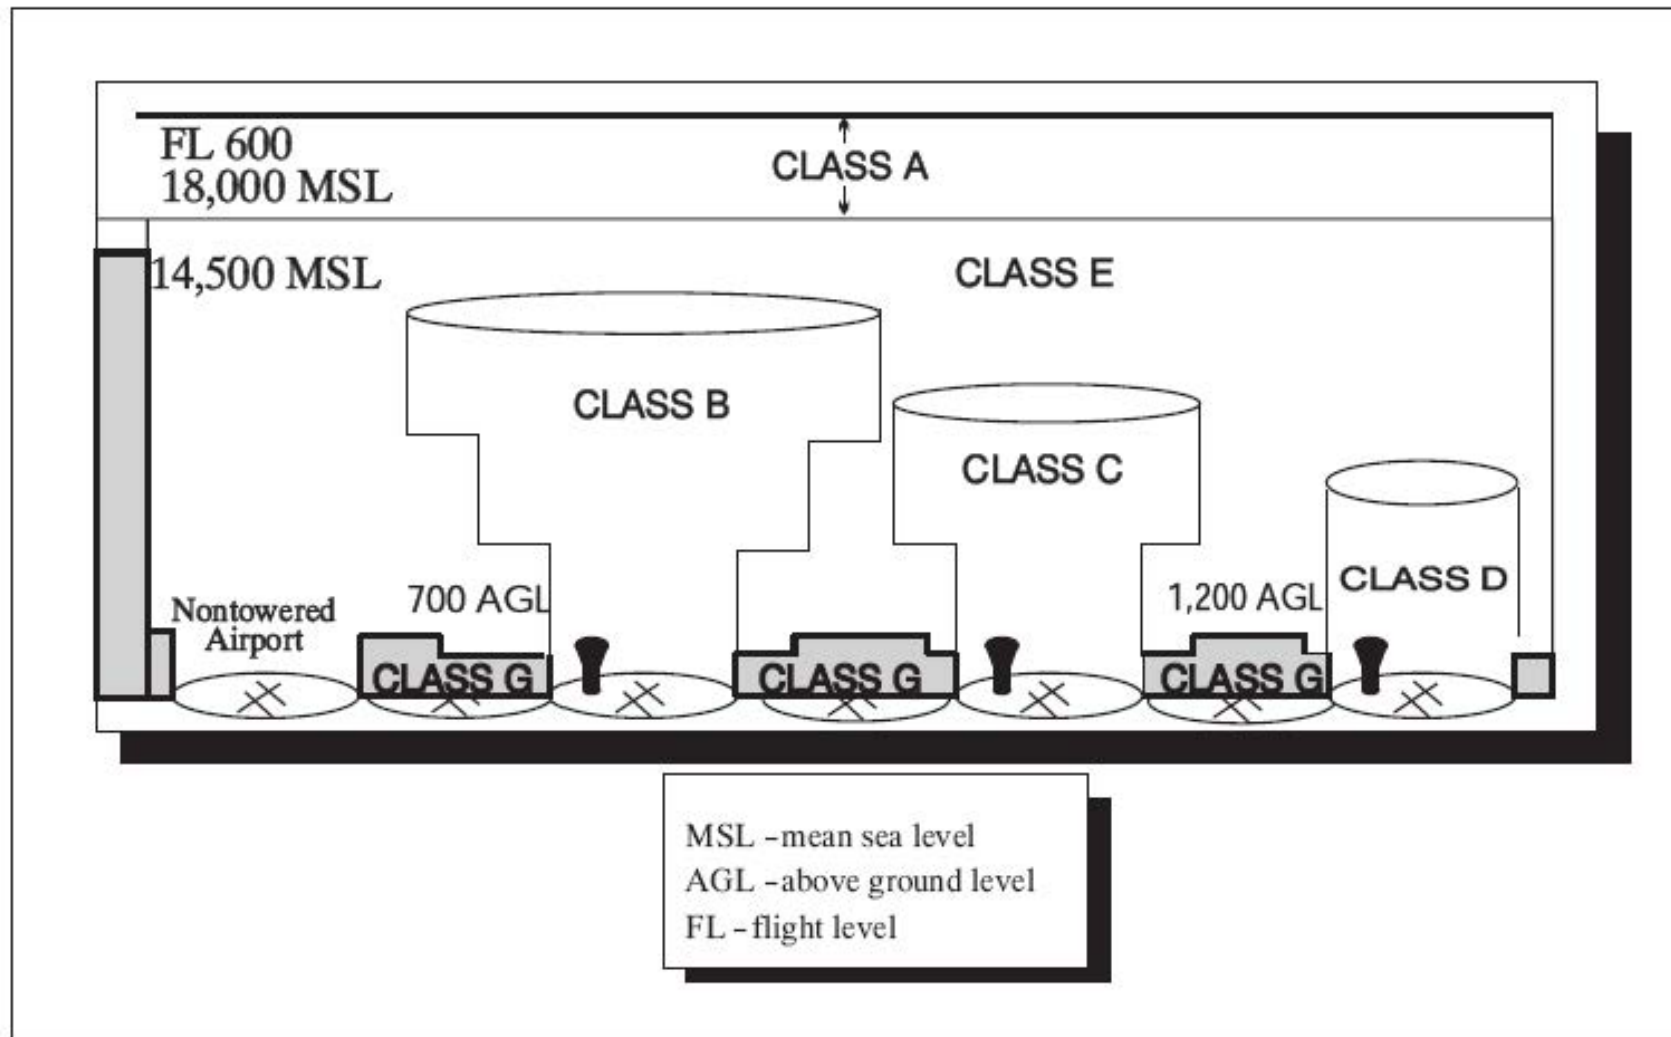 FL 600
18,000 MSL
CLASS A
14,500 MSL
CLASS E
CLASS B
CLASS C
CLASS D
700 AGL
1,200 AGL
Nontowered
Airport
CLASS G
CLASS G
CLASS G
MSL –mean sea level
AGL –above ground level
FL –flight level